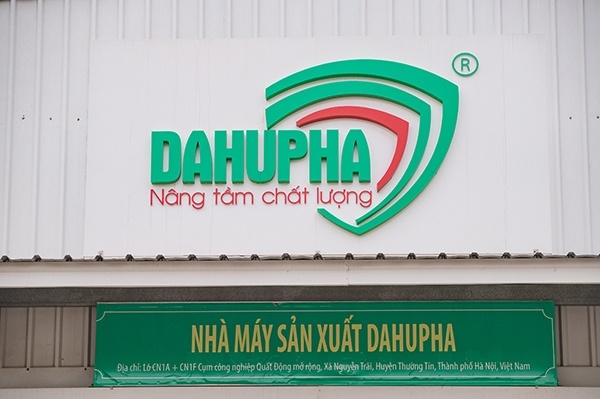 ®
DAHUPHA
Nâng tầm chất lượng
NHÀ MÁY SẢN XUẤT DAHUPHA
Địa chỉ: Lô CN1A + CN1F Cụm công nghiệp Quất Động mở rộng, Xã Nguyễn Trãi, Huyện Thường Tín, Thành phố Hà Nội, Việt Nam